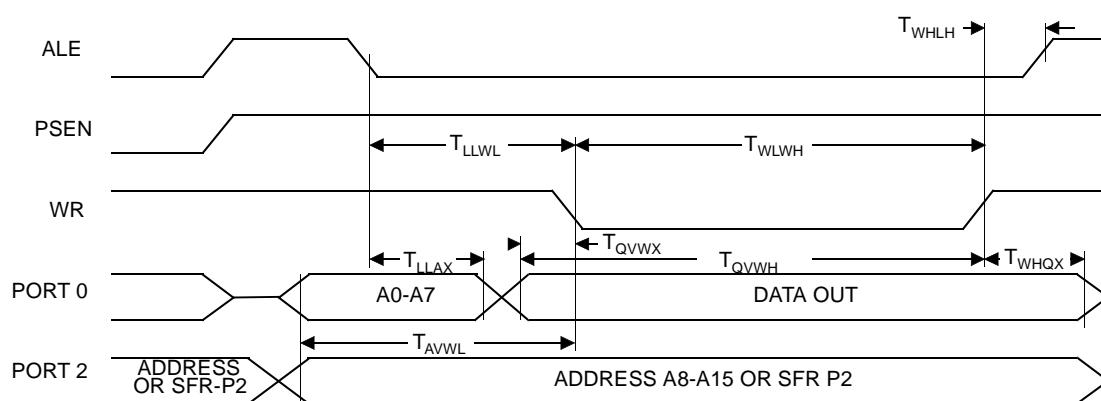 ALE
T_WHLH
PSEN
T_LLWL
T_WLWH
WR
T_QVWX
T_LLAX
T_QVWH
T_WHQX
PORT 0
A0-A7
DATA OUT
T_AVWL
PORT 2
ADDRESS
OR SFR-P2
ADDRESS A8-A15 OR SFR P2